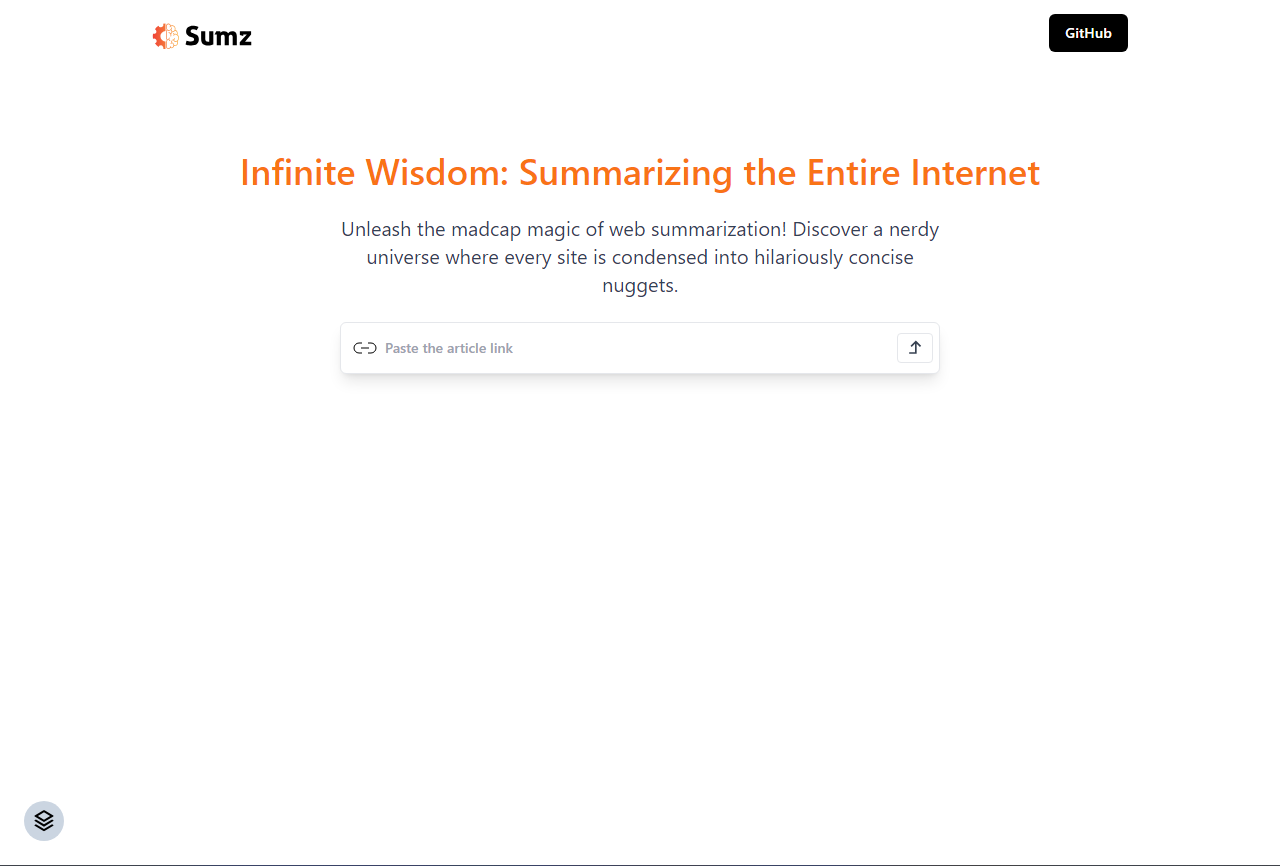 Sumz
GitHub
Infinite Wisdom: Summarizing the Entire Internet
Unleash the madcap magic of web summarization! Discover a nerdy
universe where every site is condensed into hilariously concise
nuggets.
Paste the article link